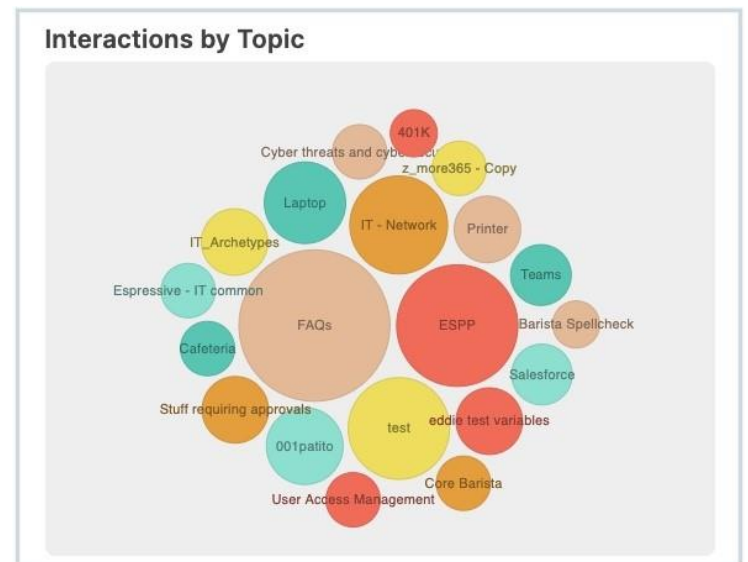 Interactions by Topic
401K
Cyber threats and cybe
z_more365 - Copy
Laptop
IT - Network
Printer
IT_Archetypes
Teams
Espressive - IT common
FAQs
ESPP
Barista Spellcheck
Cafeteria
Salesforce
Stuff requiring approvals
eddie test variables
test
001patito
Core Barista
User Access Management